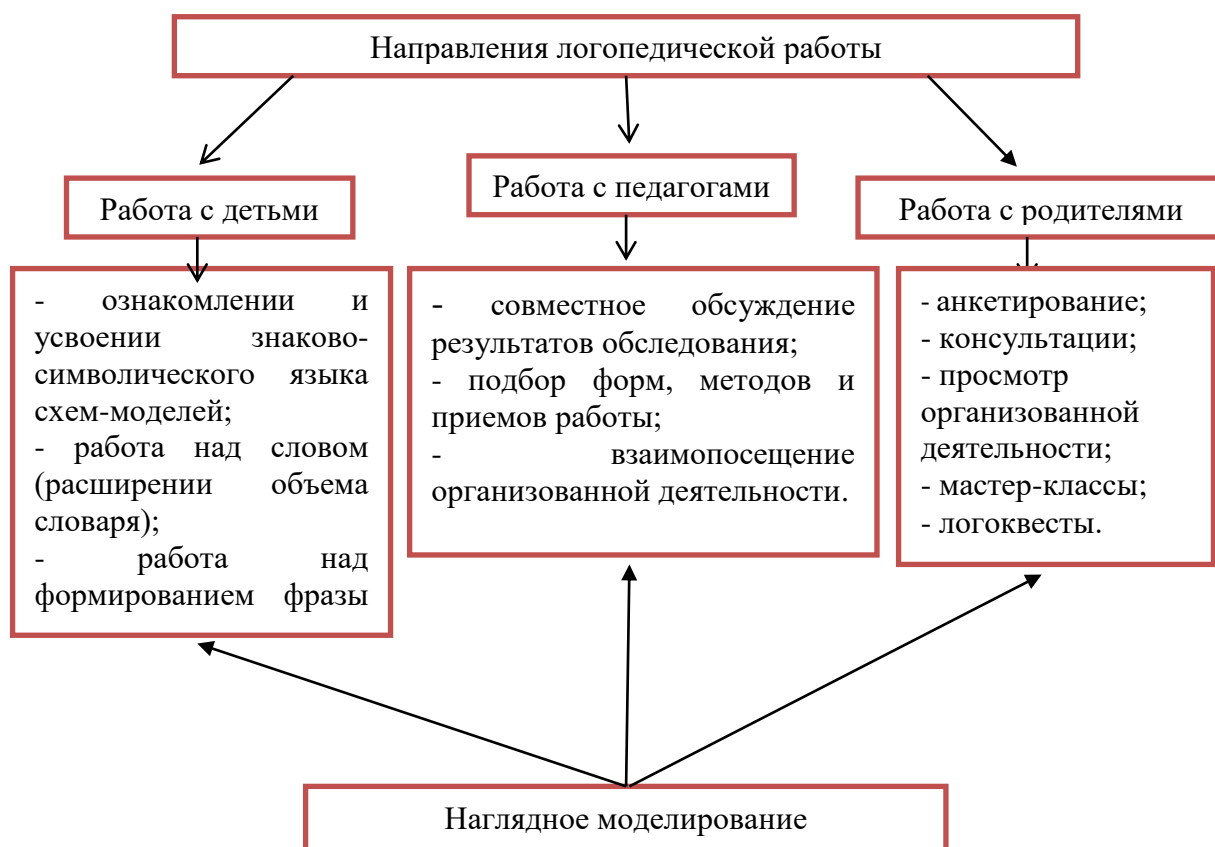 Направления логопедической работы
Работа с детьми
Работа с педагогами
Работа с родителями
- ознакомлении и
усвоении знаково-
символического языка
схем-моделей;
- работа над словом
(расширении объема
словаря);
- работа над
формированием фразы
- совместное обсуждение
результатов обследования;
- подбор форм, методов и
приемов работы;
- взаимопосещение
организованной деятельности.
- анкетирование;
- консультации;
- просмотр
организованной
деятельности;
- мастер-классы;
- логоквесты.
Наглядное моделирование